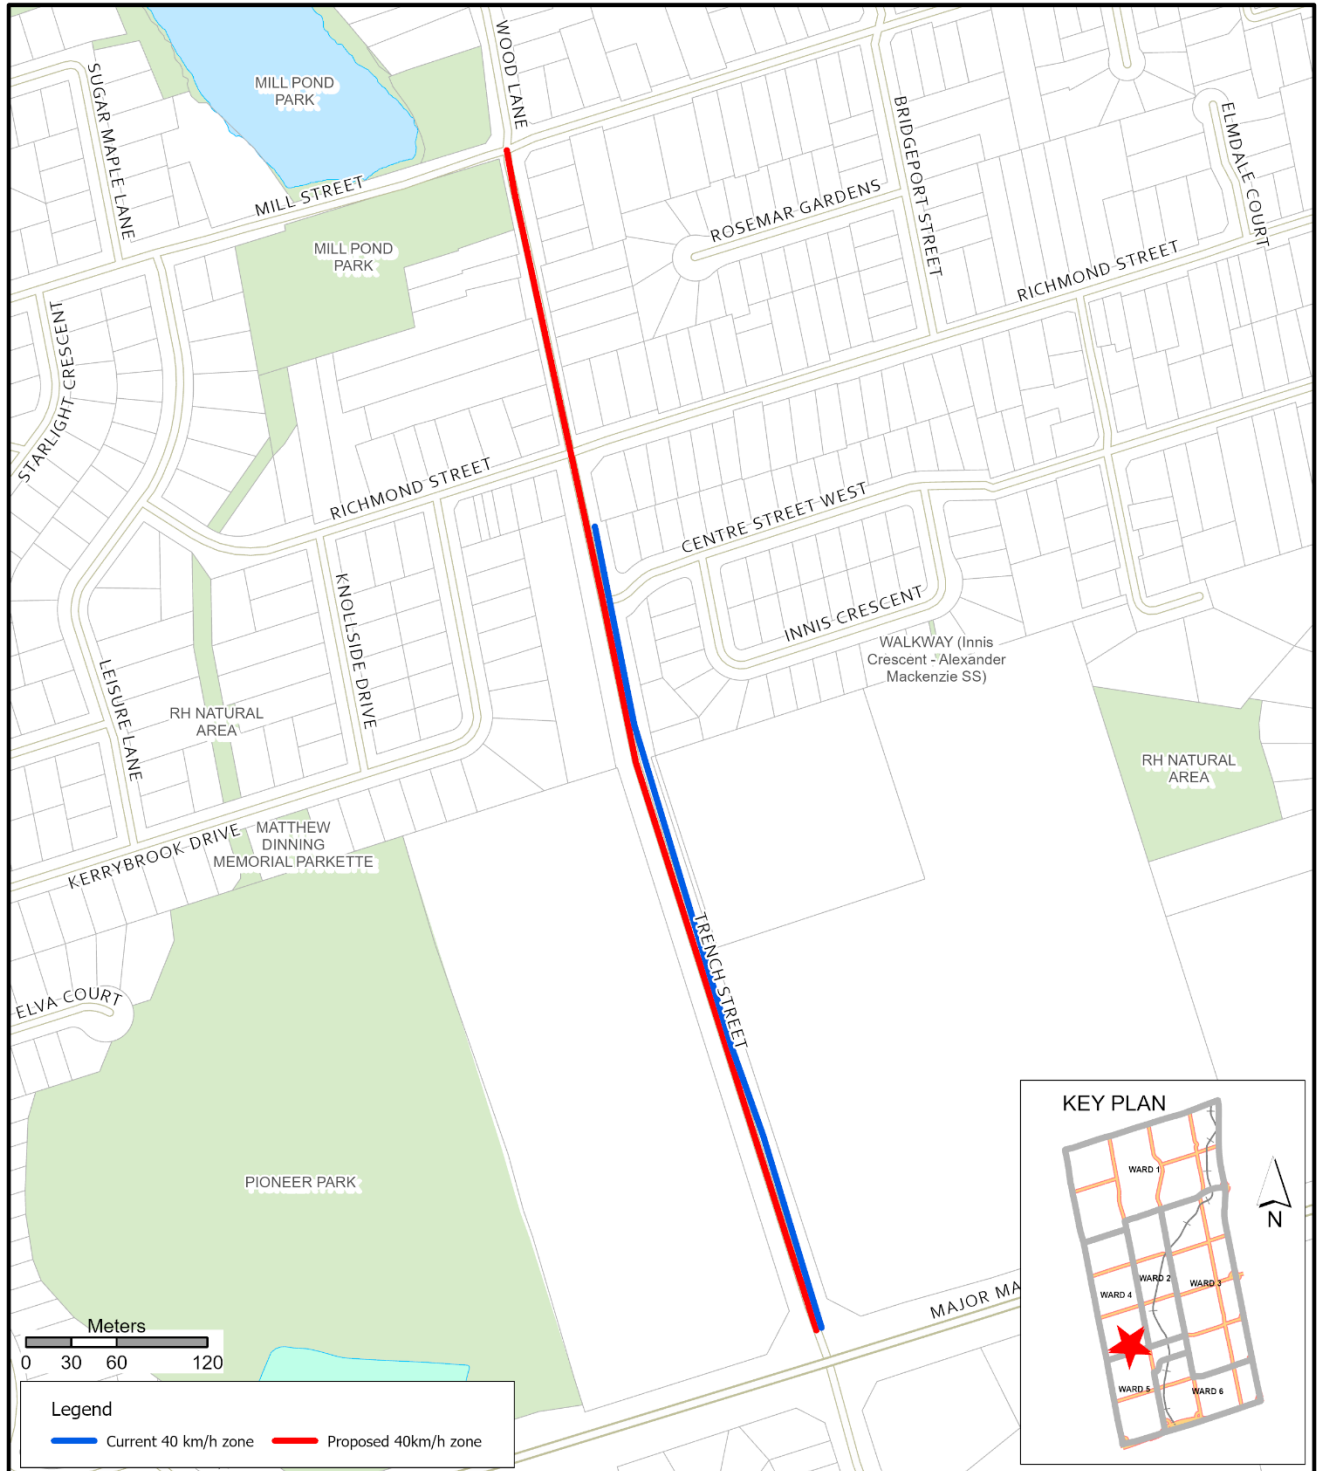 WOOD LANE
SUGAR MAPLE LANE
MILL POND
PARK
BRIDGEPORT STREET
ELMDALE COURT
MILL STREET
ROSEMAR GARDENS
MILL POND
PARK
RICHMOND STREET
STARLIGHT CRESCENT
RICHMOND STREET
CENTRE STREET WEST
KNOLLSIDE DRIVE
INNIS CRESCENT
WALKWAY (Innis
Crescent - Alexander
Mackenzie SS)
LEISURE LANE
RH NATURAL
AREA
RH NATURAL
AREA
MATTHEW
DINNING
MEMORIAL PARKETTE
KERRYBROOK DRIVE
TRENCH STREET
ELVA COURT
PIONEER PARK
MAJOR MA
KEY PLAN
WARD 1
N
WARD 2
WARD 3
WARD 4
WARD 5
WARD 6
Meters
0 30 60 120
Legend
Current 40 km/h zone
Proposed 40km/h zone